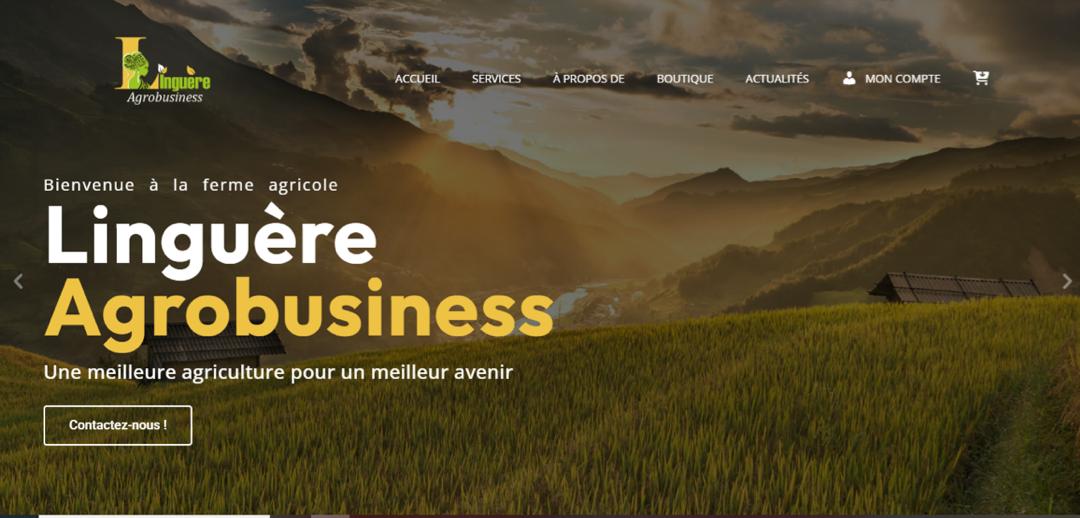 Linguère
Agrobusiness
ACCUEIL SERVICES À PROPOS DE BOUTIQUE ACTUALITÉS MON COMPTE
Bienvenue à la ferme agricole
Linguère
Agrobusiness
Une meilleure agriculture pour un meilleur avenir
Contactez-nous !